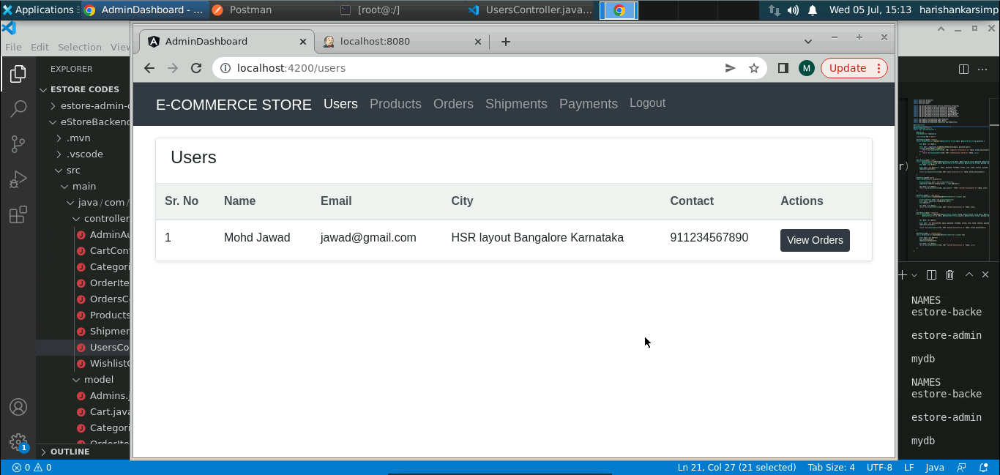 Applications
AdminDashboard - ...
Postman
[root@:/]
UsersController.java...
Wed 05 Jul, 15:13
harishankarsimp
File Edit Selection View
AdminDashboard
localhost:8080
localhost:4200/users
M
Update
EXPLORER
ESTORE CODES
estore-admin-
eStoreBackend
.mvn
.vscode
src
main
java/com/
controller
AdminAu
CartCon
Categori
OrderIte
OrdersCo
Products
Shipmen
UsersCo
Wishlist
model
Admins.j
Cart.java
Categori
OrderIte
OUTLINE
1
E-COMMERCE STORE Users Products Orders Shipments Payments Logout
Users
Sr. No Name Email City Contact Actions
1 Mohd Jawad jawad@gmail.com HSR layout Bangalore Karnataka 911234567890 View Orders
r)
NAMES
estore-backe
estore-admin
mydb
NAMES
estore-backe
estore-admin
mydb
0 0
Ln 21, Col 27 (21 selected) Tab Size: 4 UTF-8 LF Java